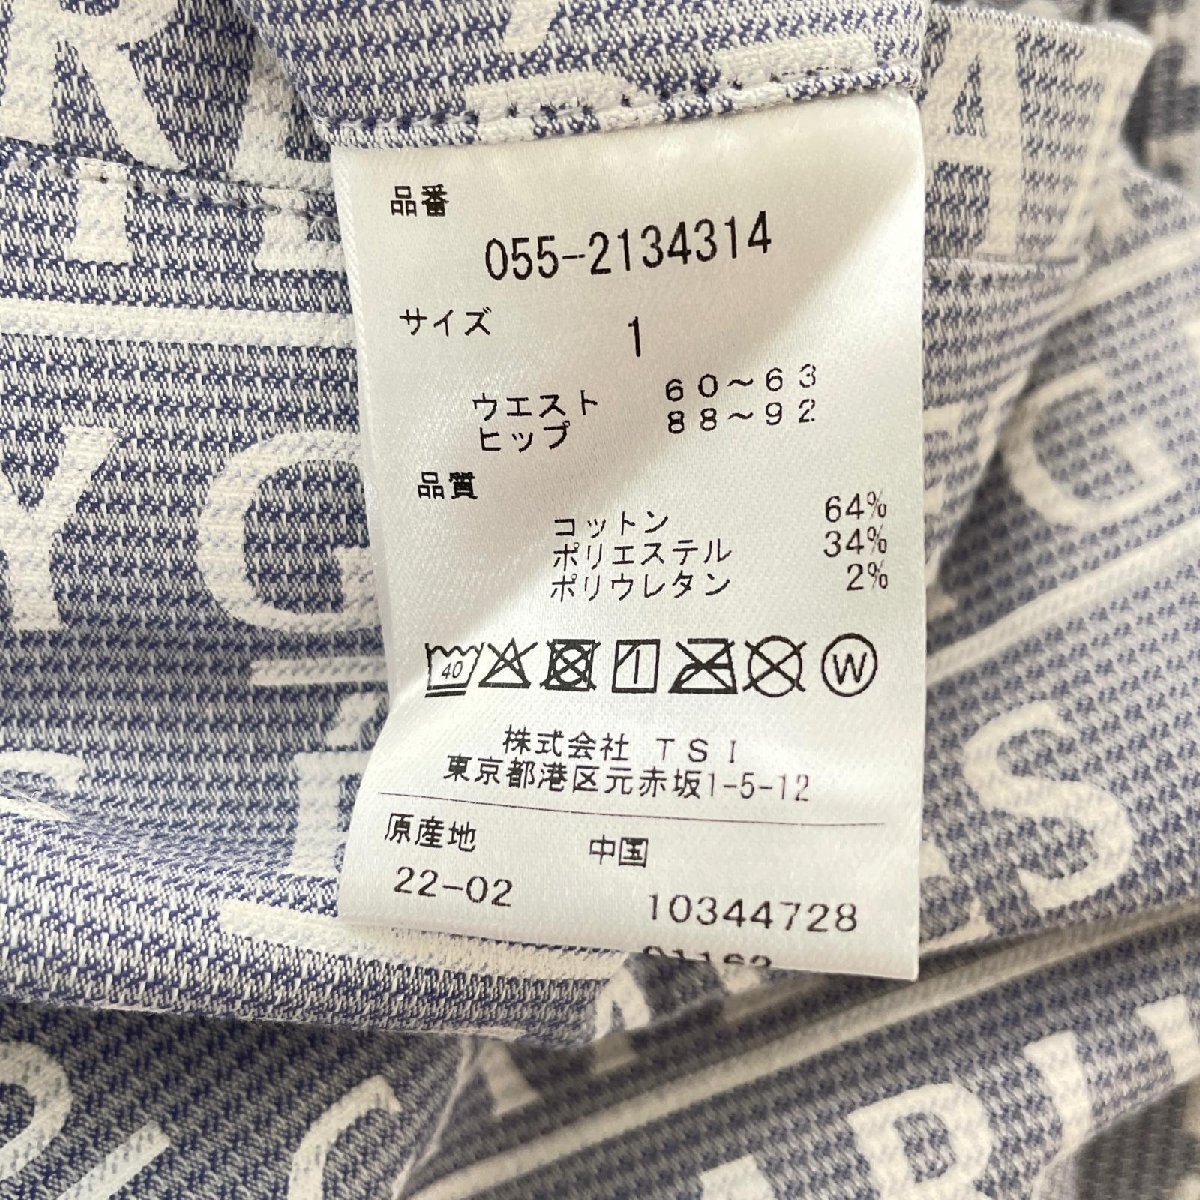 品番
055-2134314
サイズ 1
ウエスト 60～63
ヒップ 88～92
品質
コットン 64%
ポリエステル 34%
ポリウレタン 2%
40 W
株式会社 TSI
東京都港区元赤坂1-5-12
原産地 中国
22-02 10344728